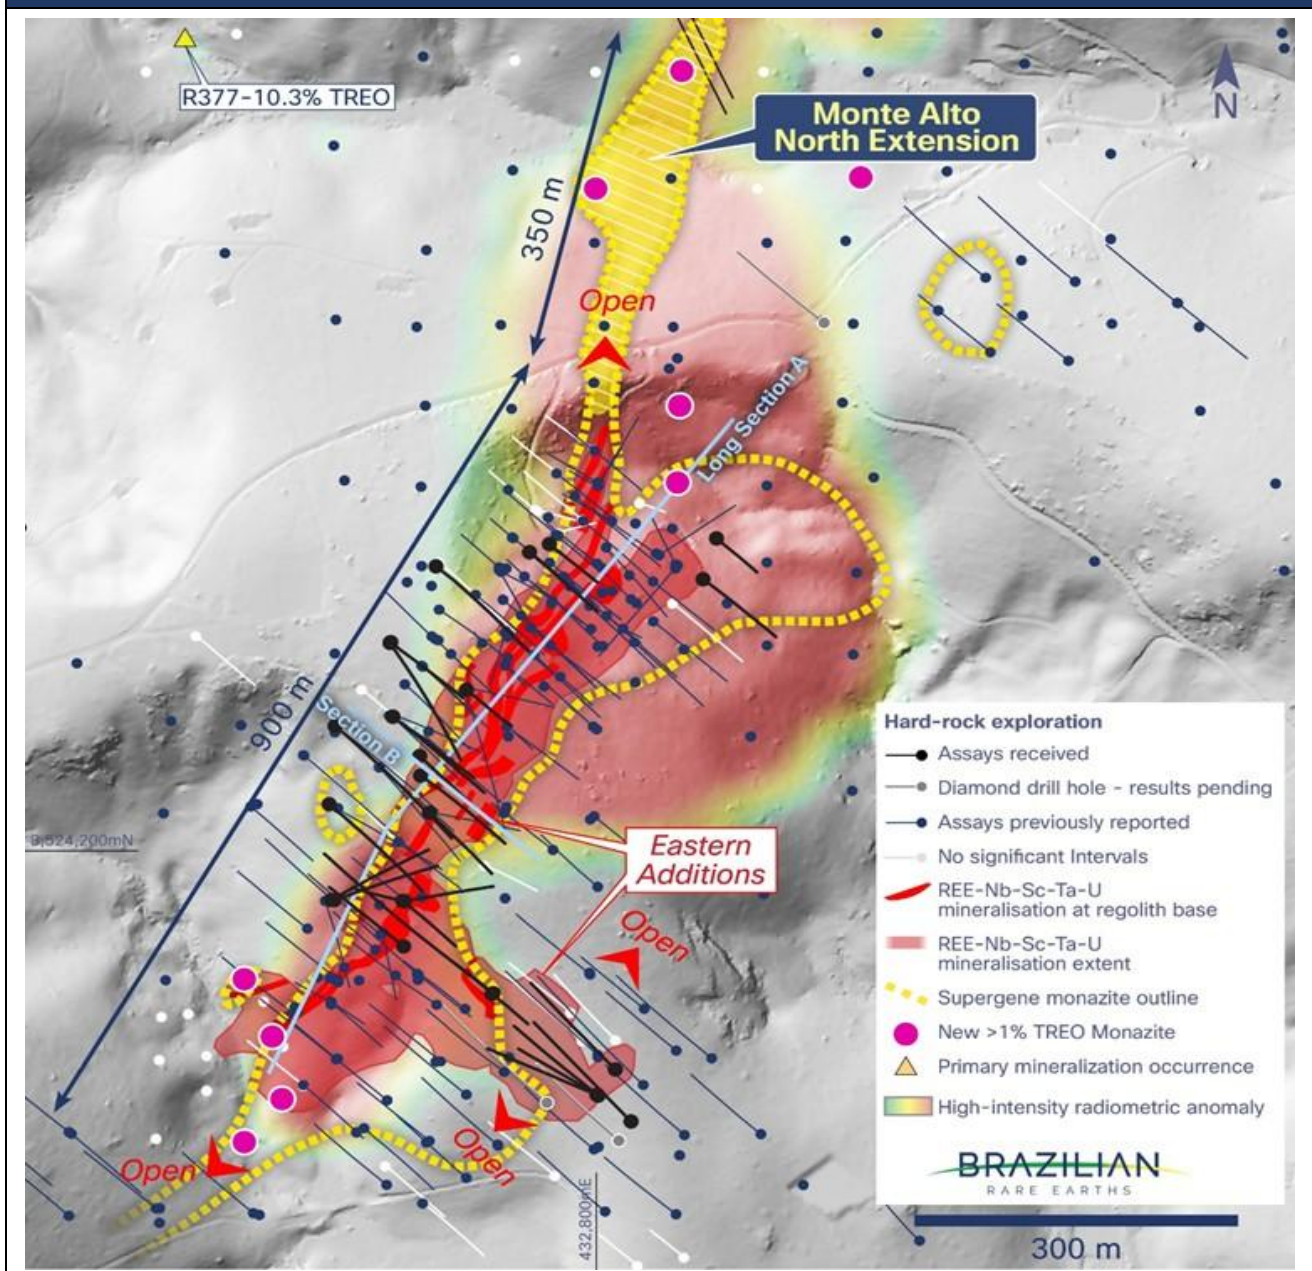 R377-10.3% TREO
N
Monte Alto
North Extension
350 m
Open
Long Section A
900 m
Section B
8,524,200mN
Eastern
Additions
Open
Open
Open
432,800mE
Hard-rock exploration
Assays received
Diamond drill hole - results pending
Assays previously reported
No significant Intervals
REE-Nb-Sc-Ta-U
mineralisation at regolith base
REE-Nb-Sc-Ta-U
mineralisation extent
Supergene monazite outline
New >1% TREO Monazite
Primary mineralization occurrence
High-intensity radiometric anomaly
BRAZILIAN
RARE EARTHS
300 m